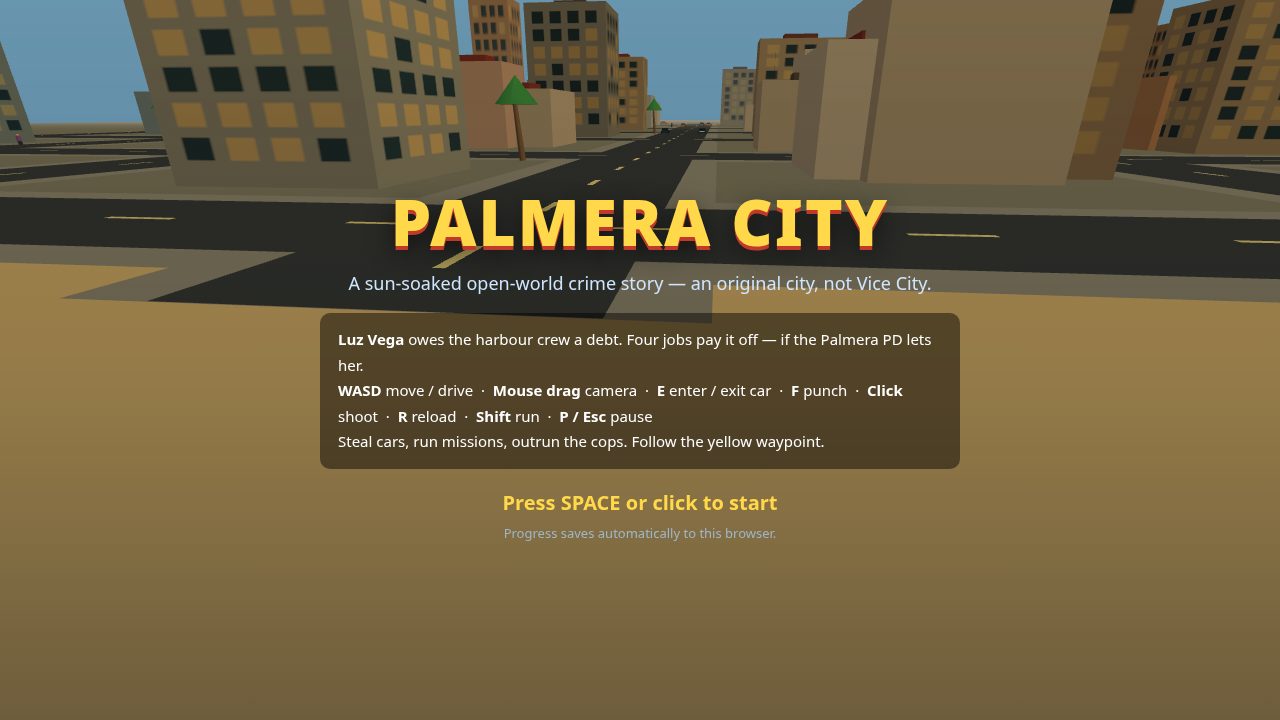 PALMERA CITY
A sun-soaked open-world crime story — an original city, not Vice City.
Luz Vega owes the harbour crew a debt. Four jobs pay it off — if the Palmera PD lets
her.
WASD move / drive · Mouse drag camera · E enter / exit car · F punch · Click
shoot · R reload · Shift run · P / Esc pause
Steal cars, run missions, outrun the cops. Follow the yellow waypoint.
Press SPACE or click to start
Progress saves automatically to this browser.